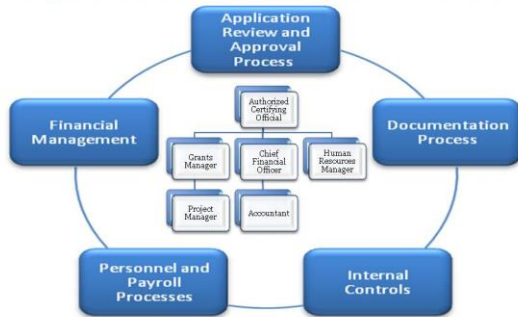 Application
Review and
Approval
Process
Authorized
Certifying
Official
Financial
Management
Documentation
Process
Grants
Manager
Chief
Financial
Officer
Human
Resources
Manager
Project
Manager
Accountant
Personnel and
Payroll
Processes
Internal
Controls